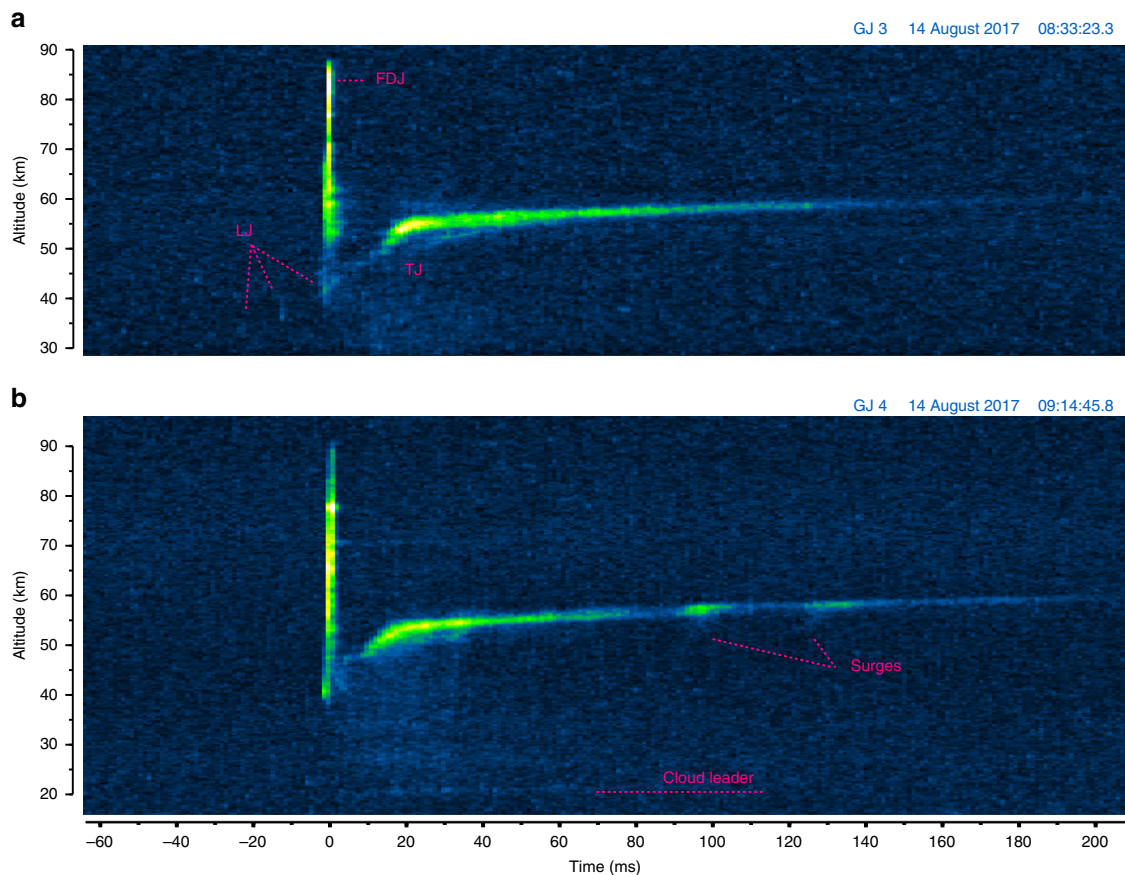 a
GJ 3 14 August 2017 08:33:23.3
90
80
70
60
50
40
30
Altitude (km)
FDJ
LJ
TJ
b
GJ 4 14 August 2017 09:14:45.8
90
80
70
60
50
40
30
20
Altitude (km)
Surges
Cloud leader
−60 −40 −20 0 20 40 60 80 100 120 140 160 180 200
Time (ms)